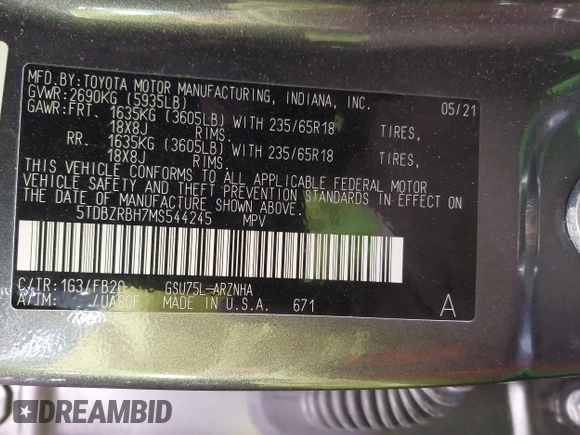 MFD.BY:TOYOTA MOTOR MANUFACTURING, INDIANA, INC.
GVWR:2690KG (5935LB) 05/21
GAWR:FRT. 1635KG (3605LB) WITH 235/65R18 TIRES,
18X8J RIMS,
RR. 1635KG (3605LB) WITH 235/65R18 TIRES,
18X8J RIMS.
THIS VEHICLE CONFORMS TO ALL APPLICABLE FEDERAL MOTOR
VEHICLE SAFETY AND THEFT PREVENTION STANDARDS IN EFFECT ON
THE DATE OF MANUFACTURE SHOWN ABOVE.
5TDBZRBH7MS544245 MPV
C/TR:1G3/FB20 GSU75L-ARZNHA
A/TM: /UA80F MADE IN U.S.A. 671 A
DREAMBID